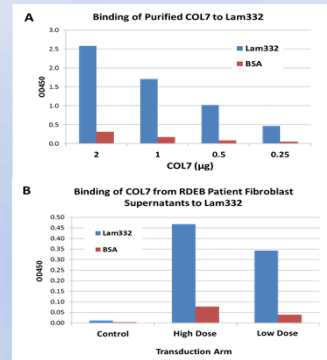 A
Binding of Purified COL7 to Lam332
3.0
2.5
2.0
1.5
1.0
0.5
0.0
OD450
Lam332
BSA
2 1 0.5 0.25
COL7 (µg)
B
Binding of COL7 from RDEB Patient Fibroblast
Supernatants to Lam332
0.50
0.45
0.40
0.35
0.30
0.25
0.20
0.15
0.10
0.05
0.00
OD450
Lam332
BSA
Control High Dose Low Dose
Transduction Arm